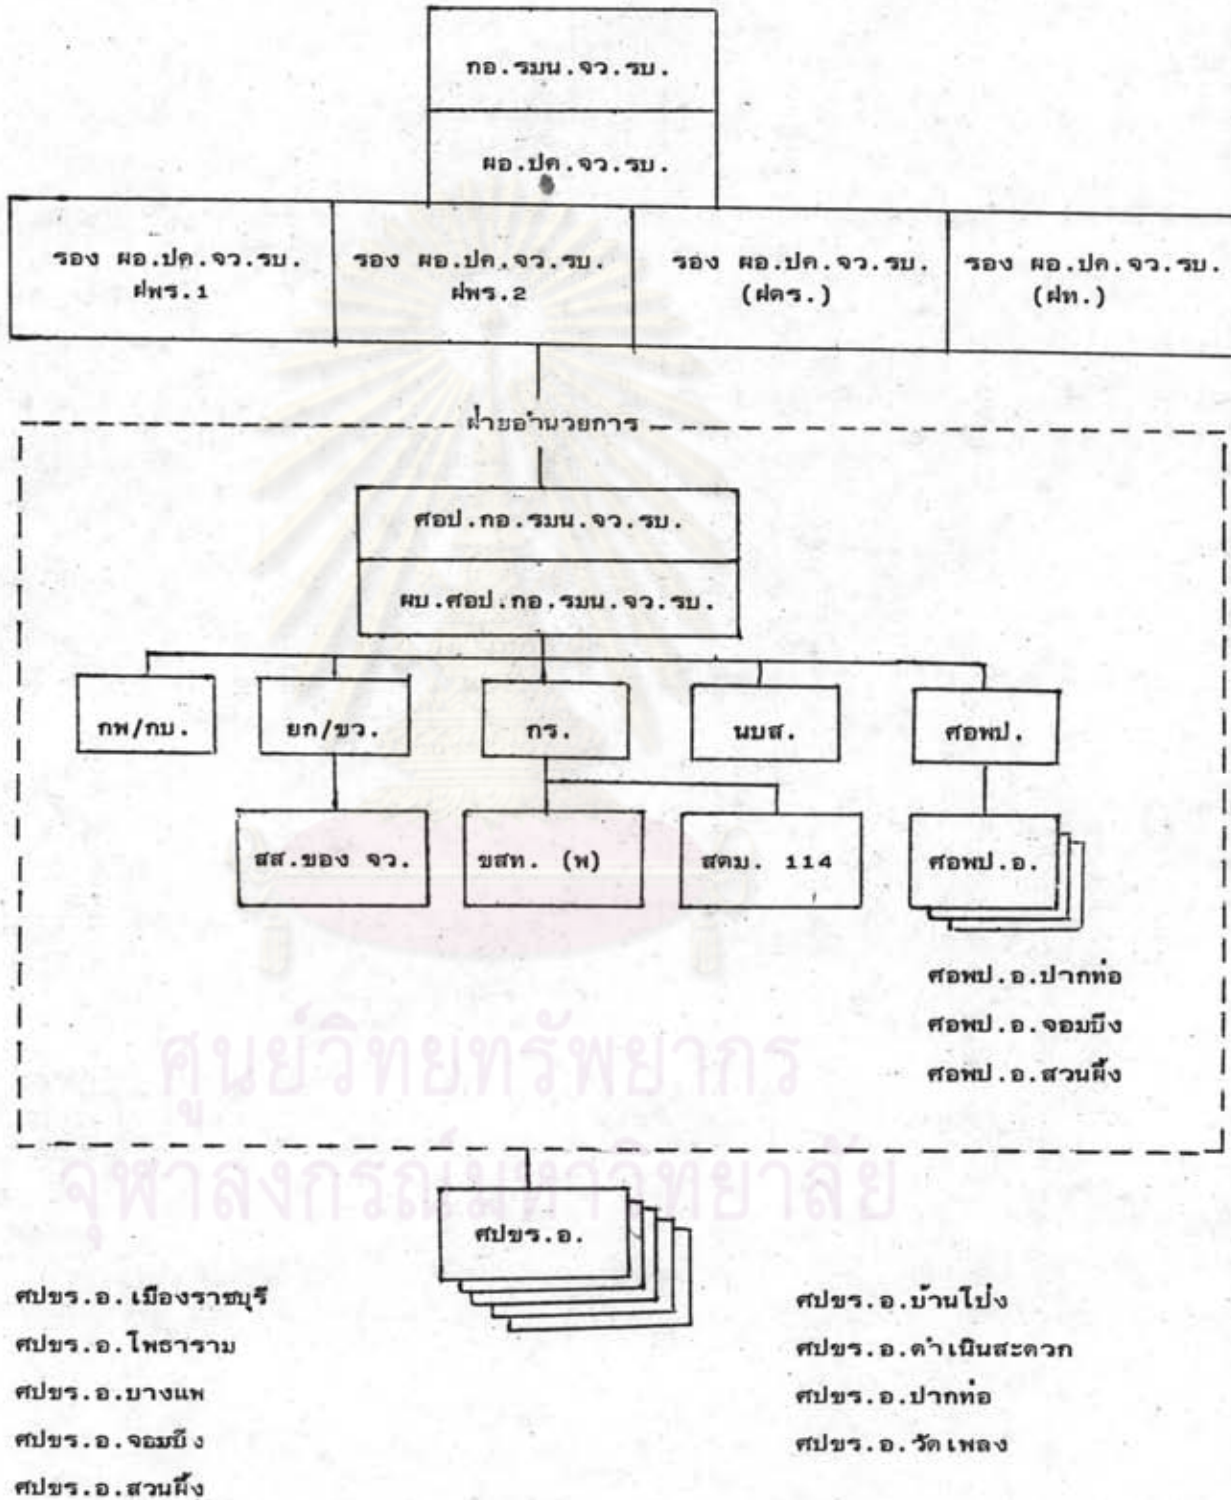 กอ.รมน.จว.รบ.
ผอ.ปค.จว.รบ.
รอง ผอ.ปค.จว.รบ. ฝพร.1
รอง ผอ.ปค.จว.รบ. ฝพร.2
รอง ผอ.ปค.จว.รบ. (ฝตร.)
รอง ผอ.ปค.จว.รบ. (ฝท.)
ฝ่ายอำนวยการ
ศอป.กอ.รมน.จว.รบ.
ผบ.ศอป.กอ.รมน.จว.รบ.
กพ/กบ.
ยก/ขว.
กร.
นบส.
ศอพป.
สส.ของ จว.
ขสท. (พ)
สตม. 114
ศอพป.อ.
ศอพป.อ.ปากท่อ
ศอพป.อ.จอมบึง
ศอพป.อ.สวนผึ้ง
ศูนย์วิทยทรัพยากร
จุฬาลงกรณ์มหาวิทยาลัย
ศปชร.อ.
ศปชร.อ.เมืองราชบุรี
ศปชร.อ.โพธาราม
ศปชร.อ.บางแพ
ศปชร.อ.จอมบึง
ศปชร.อ.สวนผึ้ง
ศปชร.อ.บ้านโป่ง
ศปชร.อ.ดำเนินสะดวก
ศปชร.อ.ปากท่อ
ศปชร.อ.วัดเพลง